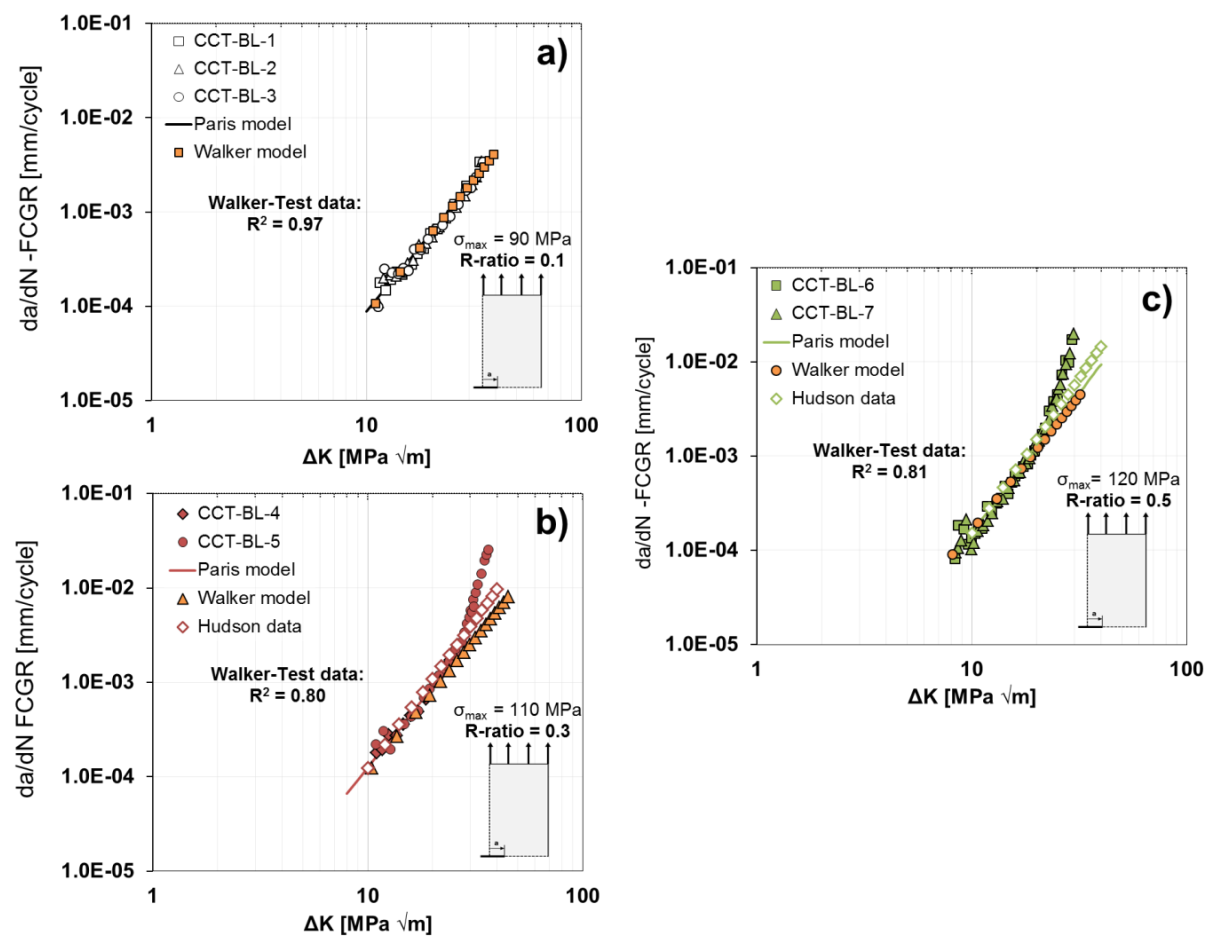 1.0E-01
1.0E-02
1.0E-03
1.0E-04
1.0E-05
da/dN -FCGR [mm/cycle]
CCT-BL-1
CCT-BL-2
CCT-BL-3
Paris model
Walker model
a)
Walker-Test data:
R² = 0.97
σmax = 90 MPa
R-ratio = 0.1
a
1 10 100
ΔK [MPa √m]
1.0E-01
1.0E-02
1.0E-03
1.0E-04
1.0E-05
da/dN FCGR [mm/cycle]
CCT-BL-4
CCT-BL-5
Paris model
Walker model
Hudson data
b)
Walker-Test data:
R² = 0.80
σmax = 110 MPa
R-ratio = 0.3
a
1 10 100
ΔK [MPa √m]
1.0E-01
1.0E-02
1.0E-03
1.0E-04
1.0E-05
da/dN -FCGR [mm/cycle]
CCT-BL-6
CCT-BL-7
Paris model
Walker model
Hudson data
c)
Walker-Test data:
R² = 0.81
σmax = 120 MPa
R-ratio = 0.5
a
1 10 100
ΔK [MPa √m]